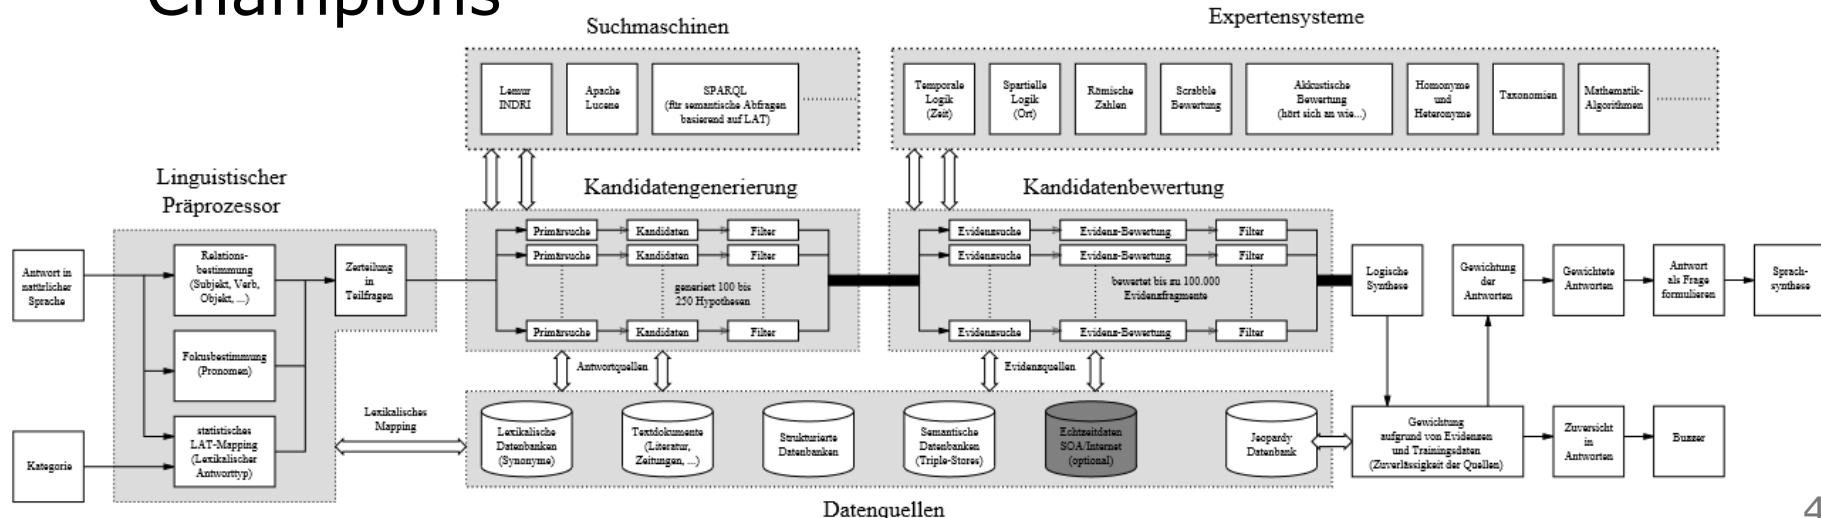 Champions
Suchmaschinen
Expertensysteme
Lemur
INDRI
Apache
Lucene
SPARQL
(für semantische Abfragen
basierend auf LAT)
Temporale
Logik
(Zeit)
Spartielle
Logik
(Ort)
Römische
Zahlen
Scrabble
Bewertung
Akkustische
Bewertung
(hört sich an wie...)
Homonyme
und
Heteronyme
Taxonomien
Mathematik-
Algorithmen
Linguistischer
Präprozessor
Kandidatengenerierung
Kandidatenbewertung
Antwort in
natürlicher
Sprache
Kategorie
Relations-
bestimmung
(Subjekt, Verb,
Objekt, ...)
Fokusbestimmung
(Pronomen)
statistisches
LAT-Mapping
(Lexikalischer
Antworttyp)
Zerteilung
in
Teilfragen
Primärsuche
Kandidaten
Filter
Primärsuche
Kandidaten
Filter
generiert 100 bis
250 Hypothesen
Primärsuche
Kandidaten
Filter
Evidenzsuche
Evidenz-Bewertung
Filter
Evidenzsuche
Evidenz-Bewertung
Filter
bewertet bis zu 100.000
Evidenzfragmente
Evidenzsuche
Evidenz-Bewertung
Filter
Logische
Synthese
Gewichtung
der
Antworten
Gewichtete
Antworten
Antwort
als Frage
formulieren
Sprach-
synthese
Antwortquellen
Evidenzquellen
Lexikalisches
Mapping
Lexikalische
Datenbanken
(Synonyme)
Textdokumente
(Literatur,
Zeitungen, ...)
Strukturierte
Datenbanken
Semantische
Datenbanken
(Triple-Stores)
Echtzeitdaten
SOA/Internet
(optional)
Jeopardy
Datenbank
Gewichtung
aufgrund von Evidenzen
und Trainingsdaten
(Zuverlässigkeit der Quellen)
Zuversicht
in
Antworten
Buzzer
Datenquellen
4